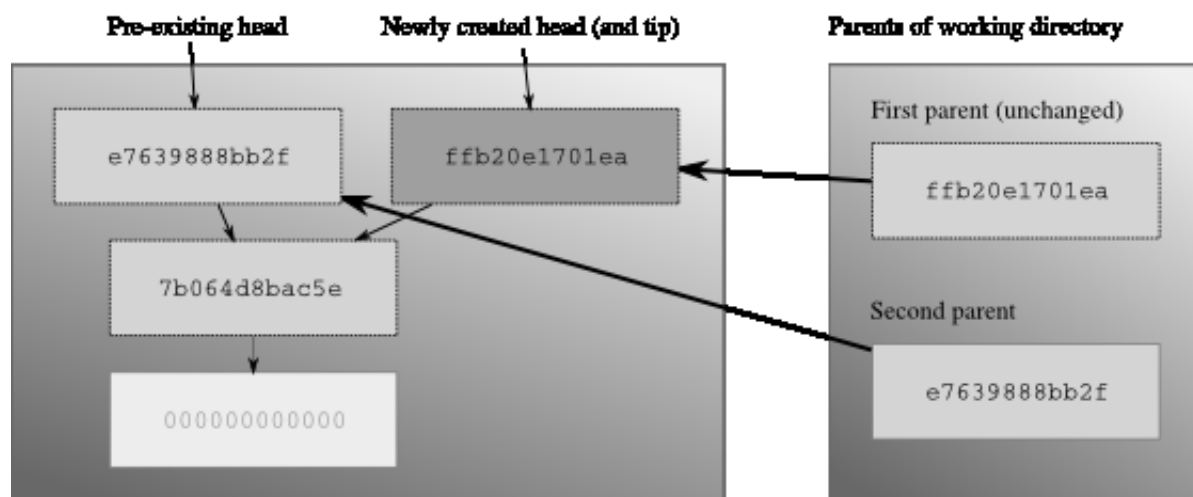 Pre-existing head
Newly created head (and tip)
Parents of working directory
First parent (unchanged)
e7639888bb2f
ffb20e1701ea
ffb20e1701ea
7b064d8bac5e
Second parent
e7639888bb2f
000000000000